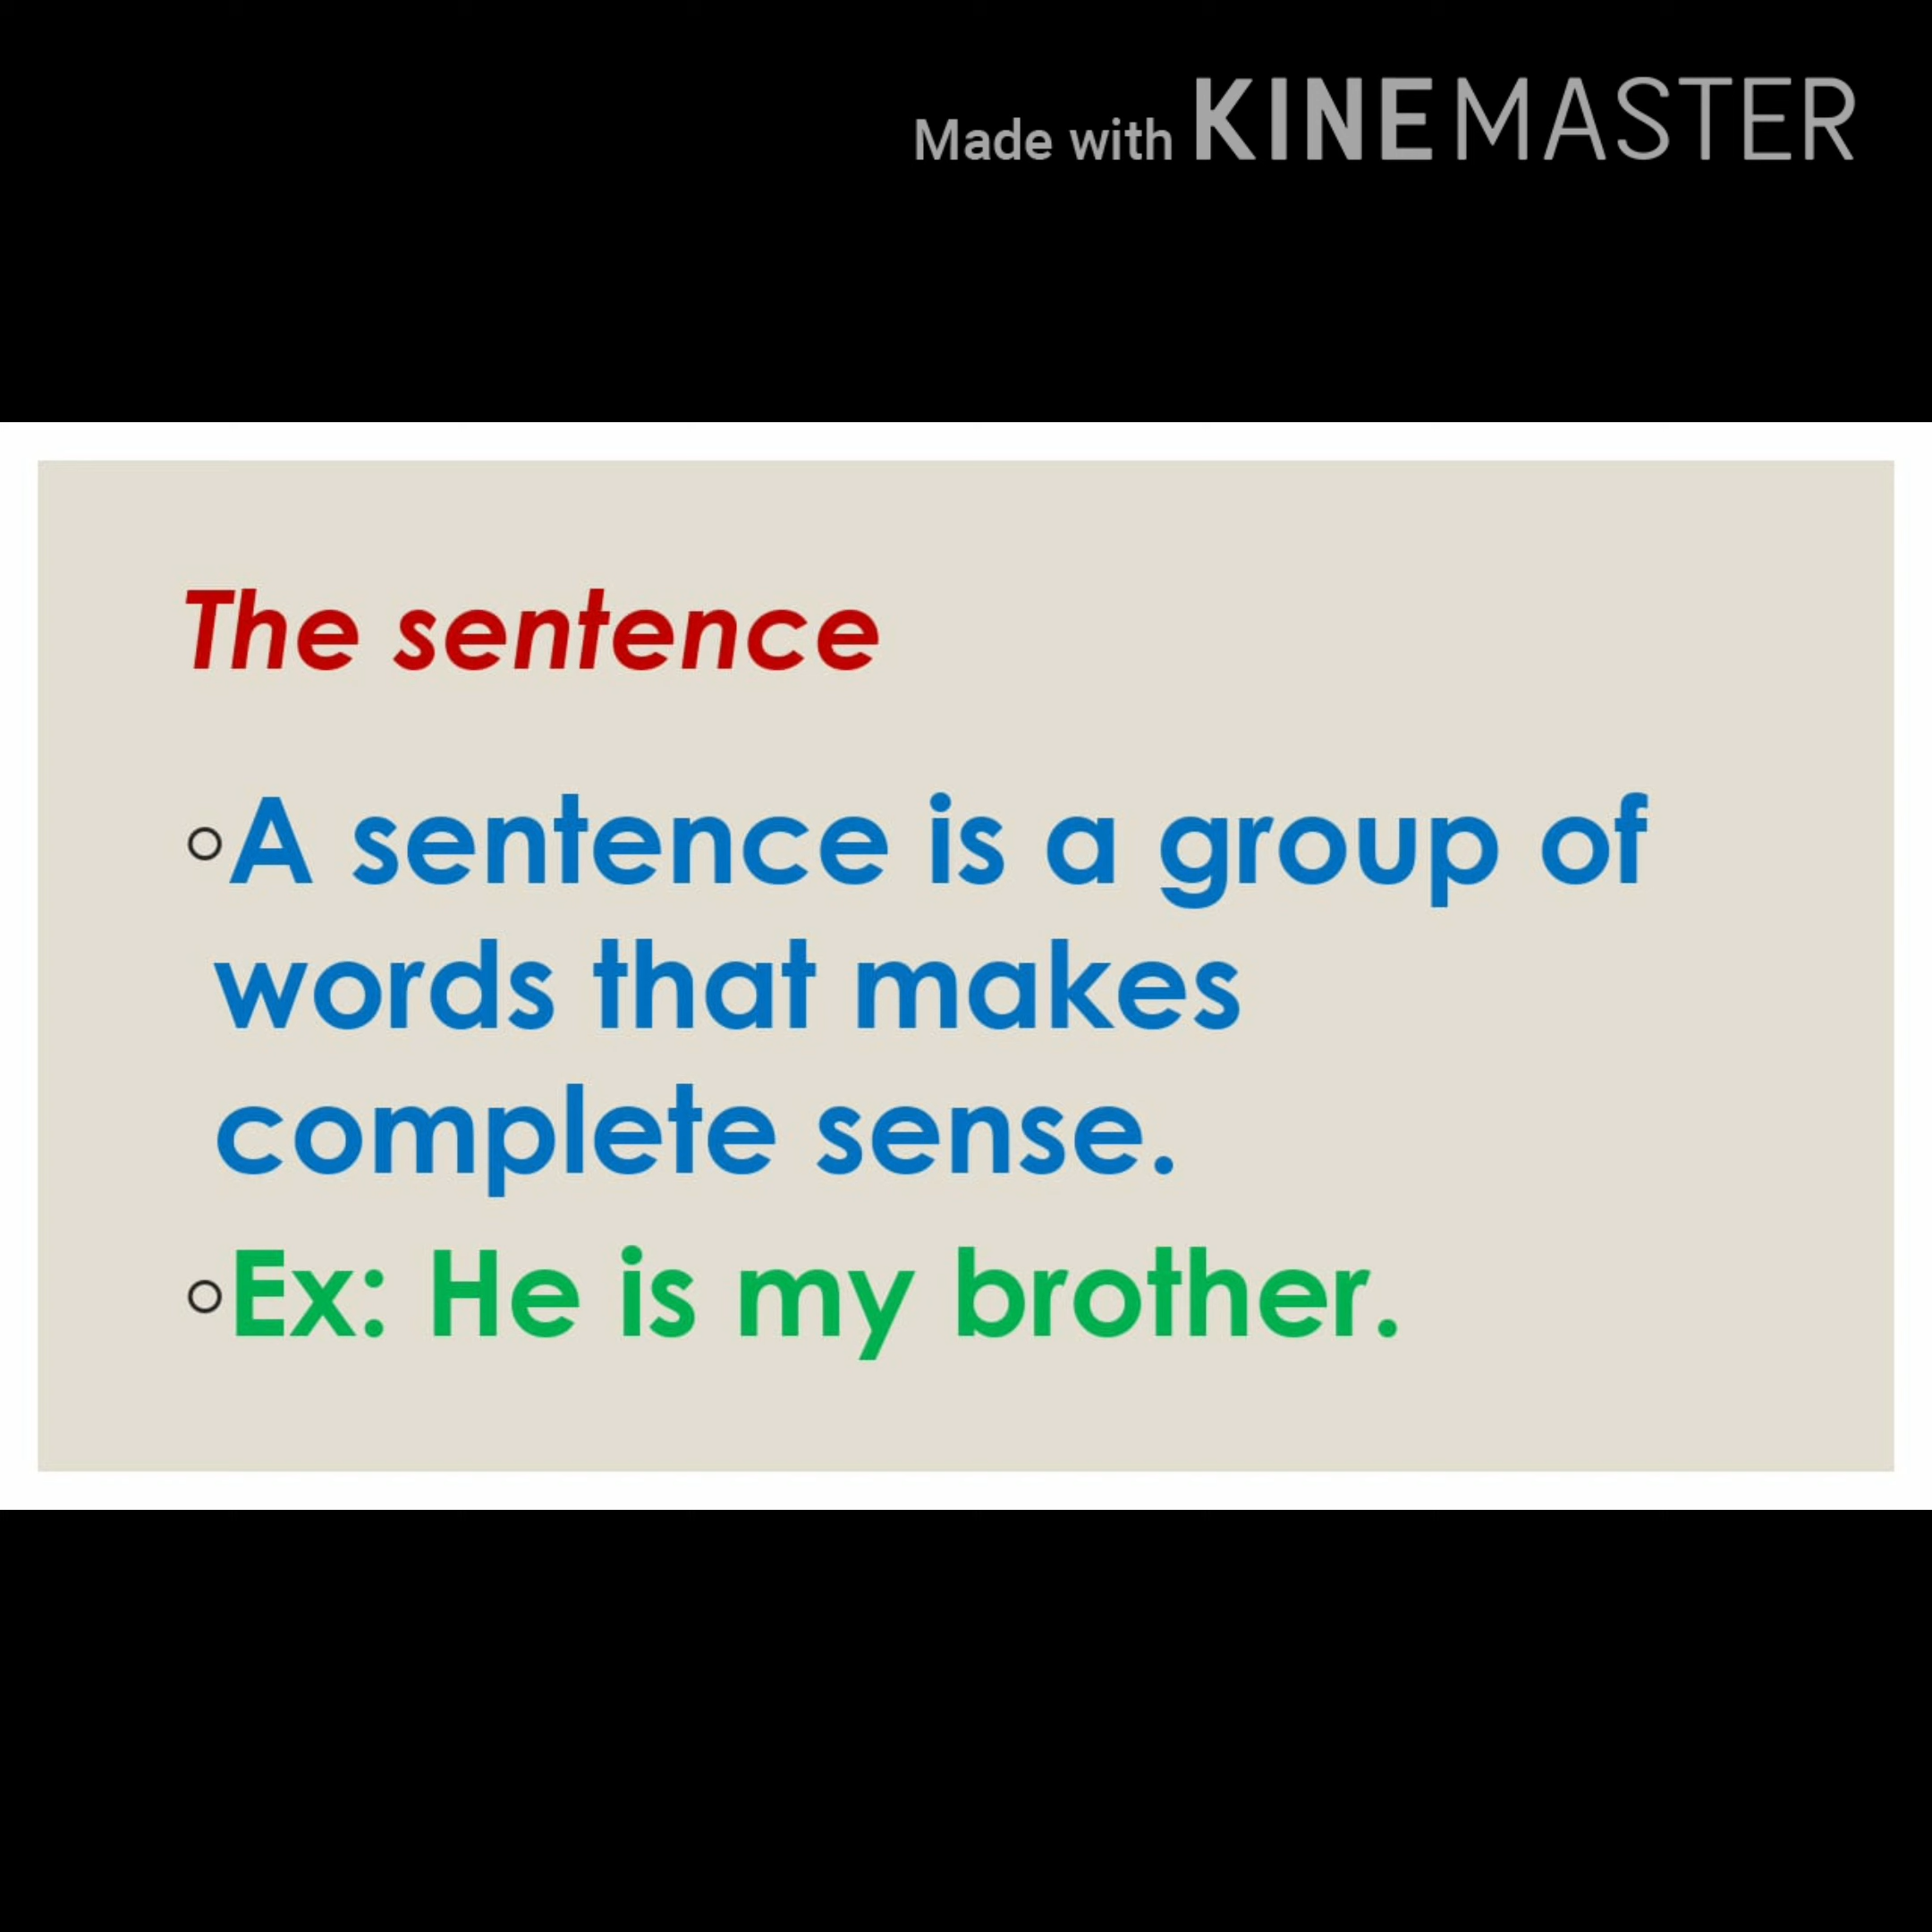 Made with KINEMASTER
The sentence
◦A sentence is a group of
words that makes
complete sense.
◦Ex: He is my brother.